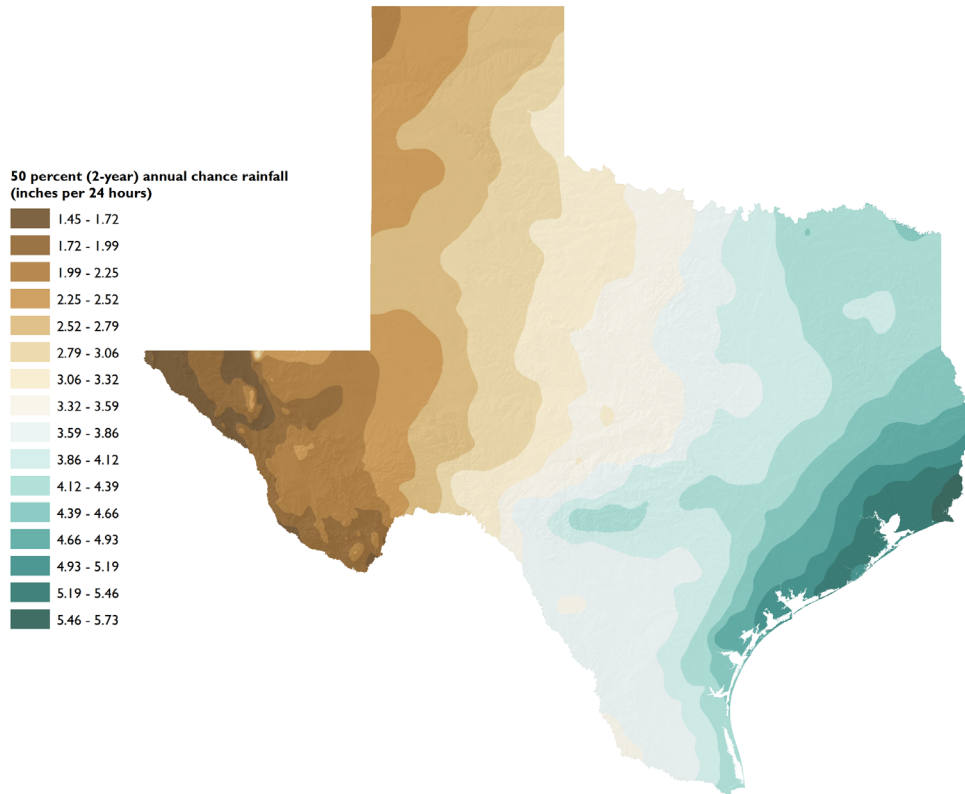 50 percent (2-year) annual chance rainfall
(inches per 24 hours)
1.45 - 1.72
1.72 - 1.99
1.99 - 2.25
2.25 - 2.52
2.52 - 2.79
2.79 - 3.06
3.06 - 3.32
3.32 - 3.59
3.59 - 3.86
3.86 - 4.12
4.12 - 4.39
4.39 - 4.66
4.66 - 4.93
4.93 - 5.19
5.19 - 5.46
5.46 - 5.73